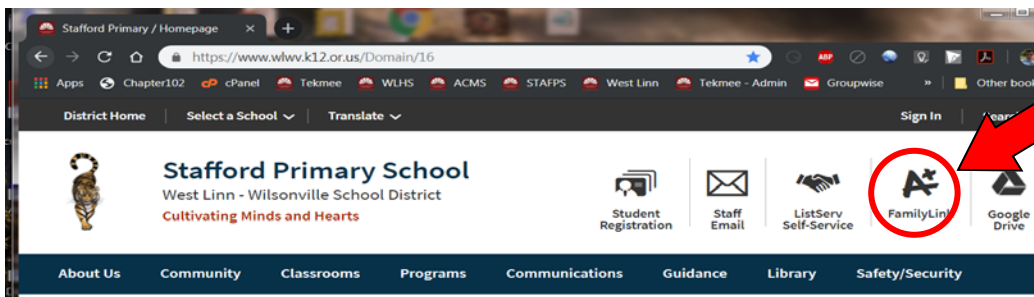 Stafford Primary / Homepage
https://www.wlwv.k12.or.us/Domain/16
ABP
Apps Chapter102 cP cPanel Tekmee WLHS ACMS STAFPS West Linn Tekmee - Admin Groupwise » Other book
District Home Select a School Translate Sign In Search
Stafford Primary School
West Linn - Wilsonville School District
Cultivating Minds and Hearts
A+
Student Registration
Staff Email
ListServ Self-Service
FamilyLink
Google Drive
About Us Community Classrooms Programs Communications Guidance Library Safety/Security